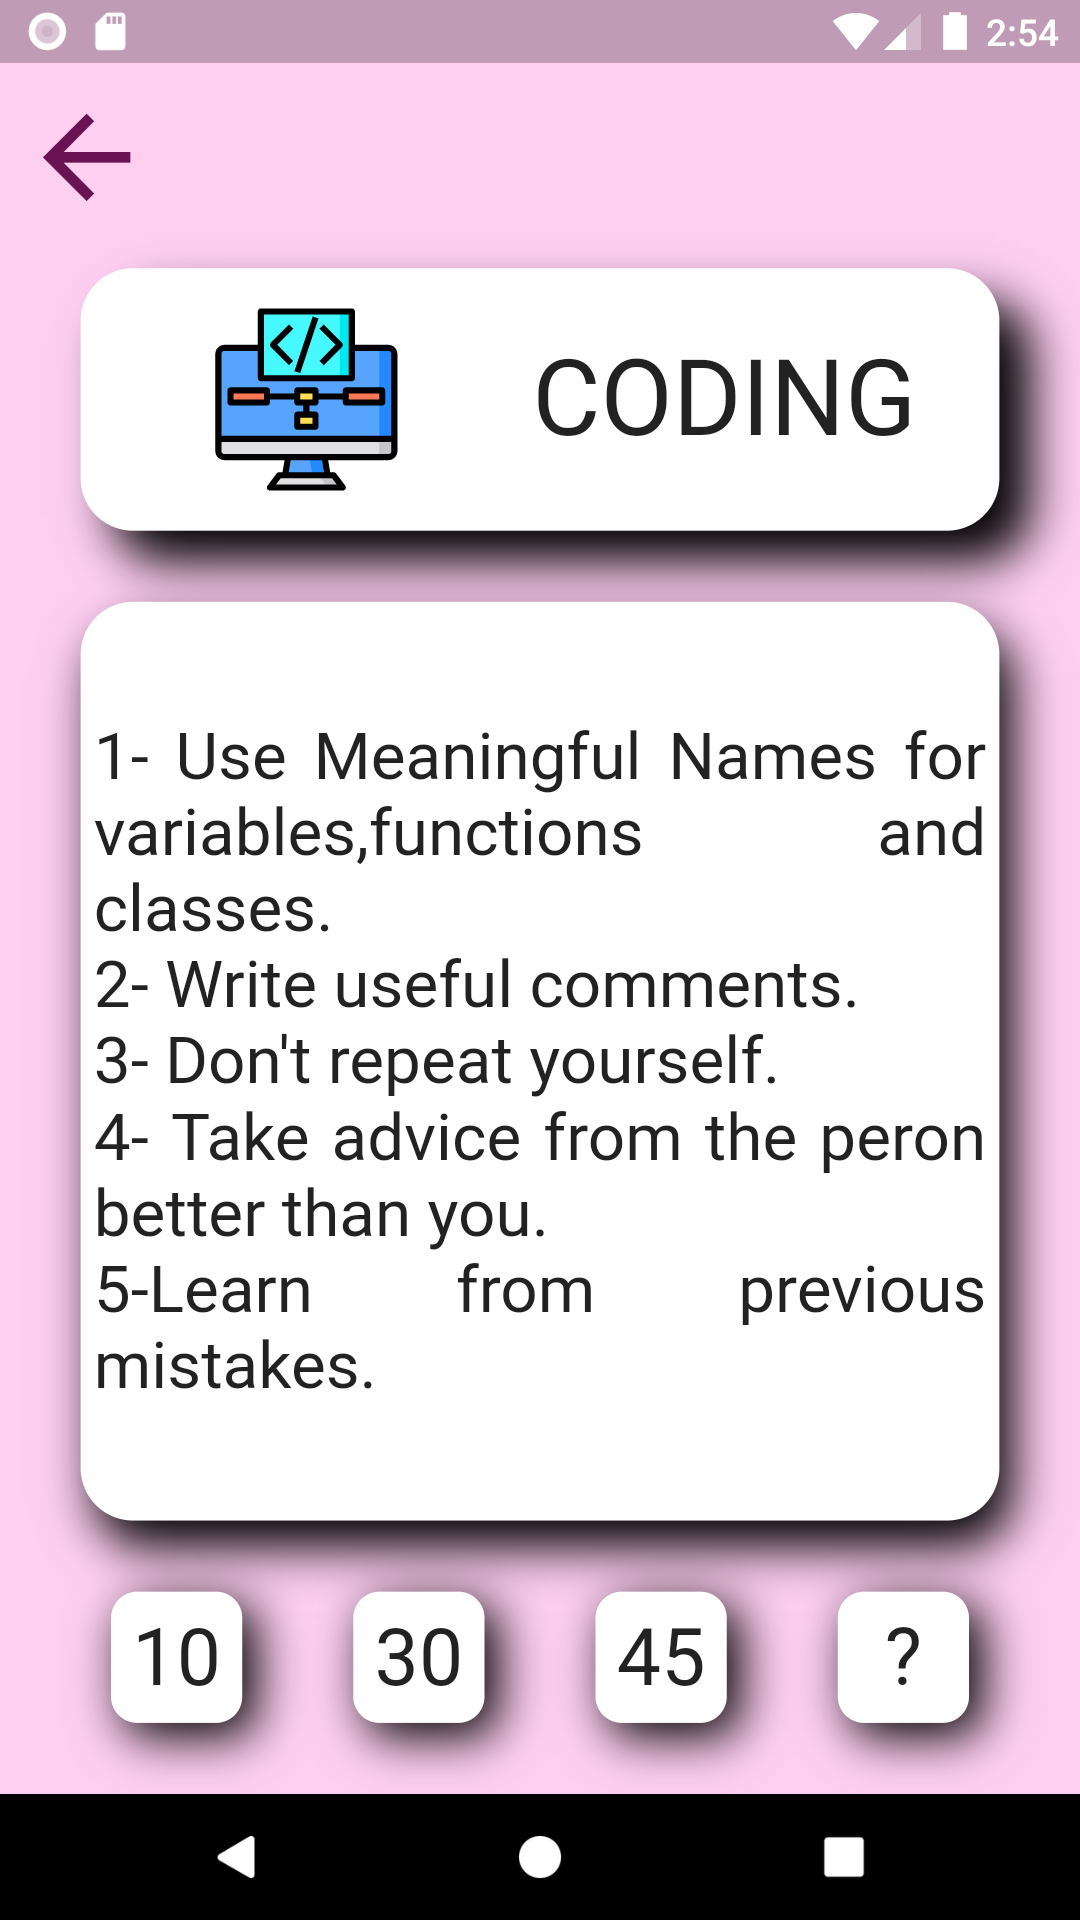 2:54
</>
CODING
1- Use Meaningful Names for
variables,functions and
classes.
2- Write useful comments.
3- Don't repeat yourself.
4- Take advice from the peron
better than you.
5-Learn from previous
mistakes.
10 30 45 ?